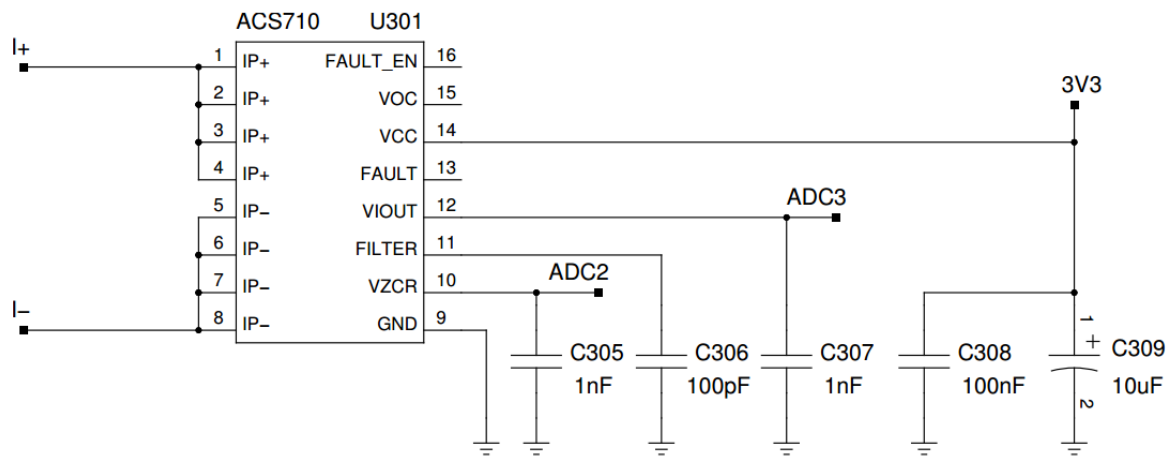 ACS710 U301
I+
1 IP+ FAULT_EN 16
2 IP+ VOC 15
3V3
3 IP+ VCC 14
4 IP+ FAULT 13
5 IP− VIOUT 12
ADC3
6 IP− FILTER 11
7 IP− VZCR 10
ADC2
I−
8 IP− GND 9
1 +
C305 C306 C307 C308 C309
1nF 100pF 1nF 100nF 10uF
2